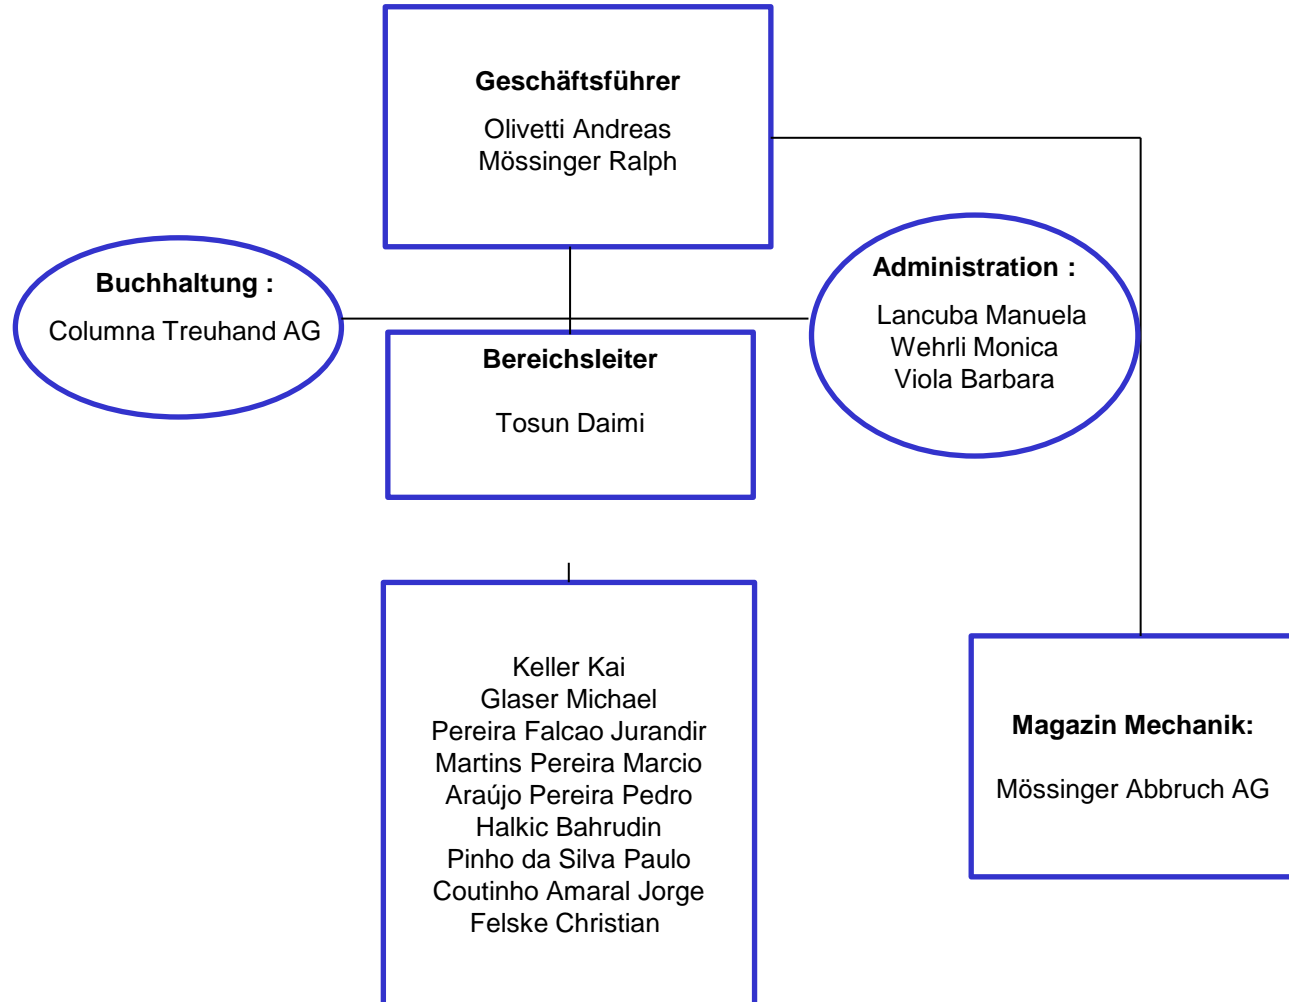 Geschäftsführer
Olivetti Andreas
Mössinger Ralph
Buchhaltung :
Columna Treuhand AG
Administration :
Lancuba Manuela
Wehrli Monica
Viola Barbara
Bereichsleiter
Tosun Daimi
Keller Kai
Glaser Michael
Pereira Falcao Jurandir
Martins Pereira Marcio
Araújo Pereira Pedro
Halkic Bahrudin
Pinho da Silva Paulo
Coutinho Amaral Jorge
Felske Christian
Magazin Mechanik:
Mössinger Abbruch AG